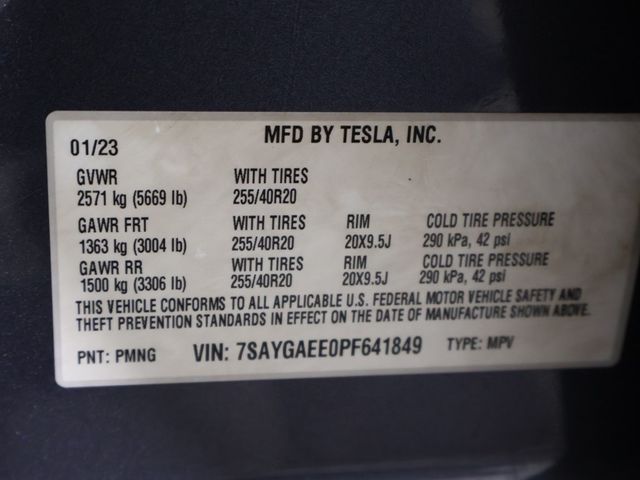 01/23 MFD BY TESLA, INC.
GVWR WITH TIRES
2571 kg (5669 lb) 255/40R20
GAWR FRT WITH TIRES RIM COLD TIRE PRESSURE
1363 kg (3004 lb) 255/40R20 20X9.5J 290 kPa, 42 psi
GAWR RR WITH TIRES RIM COLD TIRE PRESSURE
1500 kg (3306 lb) 255/40R20 20X9.5J 290 kPa, 42 psi
THIS VEHICLE CONFORMS TO ALL APPLICABLE U.S. FEDERAL MOTOR VEHICLE SAFETY AND
THEFT PREVENTION STANDARDS IN EFFECT ON THE DATE OF MANUFACTURE SHOWN ABOVE.
PNT: PMNG VIN: 7SAYGAEE0PF641849 TYPE: MPV